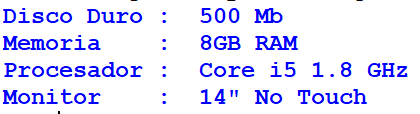 Disco Duro : 500 Mb
Memoria : 8GB RAM
Procesador : Core i5 1.8 GHz
Monitor : 14" No Touch